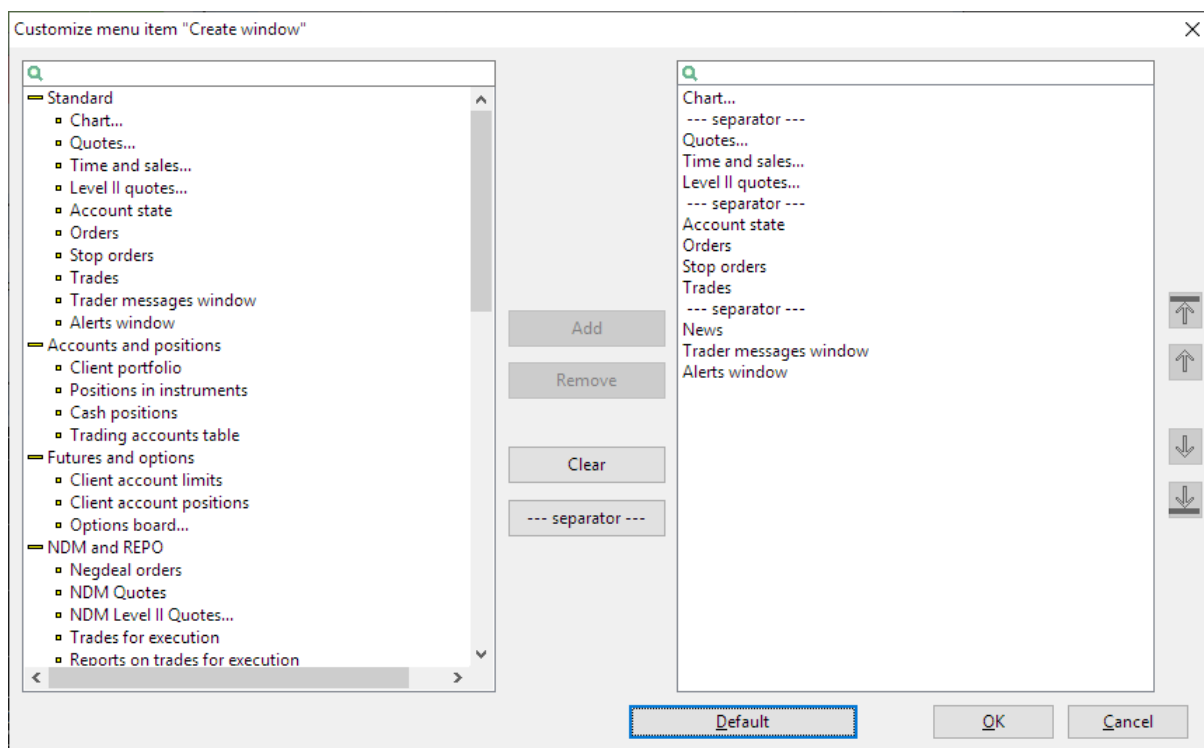 Customize menu item "Create window"
Standard
Chart...
Quotes...
Time and sales...
Level II quotes...
Account state
Orders
Stop orders
Trades
Trader messages window
Alerts window
Accounts and positions
Client portfolio
Positions in instruments
Cash positions
Trading accounts table
Futures and options
Client account limits
Client account positions
Options board...
NDM and REPO
Negdeal orders
NDM Quotes
NDM Level II Quotes...
Trades for execution
Reports on trades for execution
Add
Remove
Clear
--- separator ---
Chart...
--- separator ---
Quotes...
Time and sales...
Level II quotes...
--- separator ---
Account state
Orders
Stop orders
Trades
--- separator ---
News
Trader messages window
Alerts window
Default
OK
Cancel